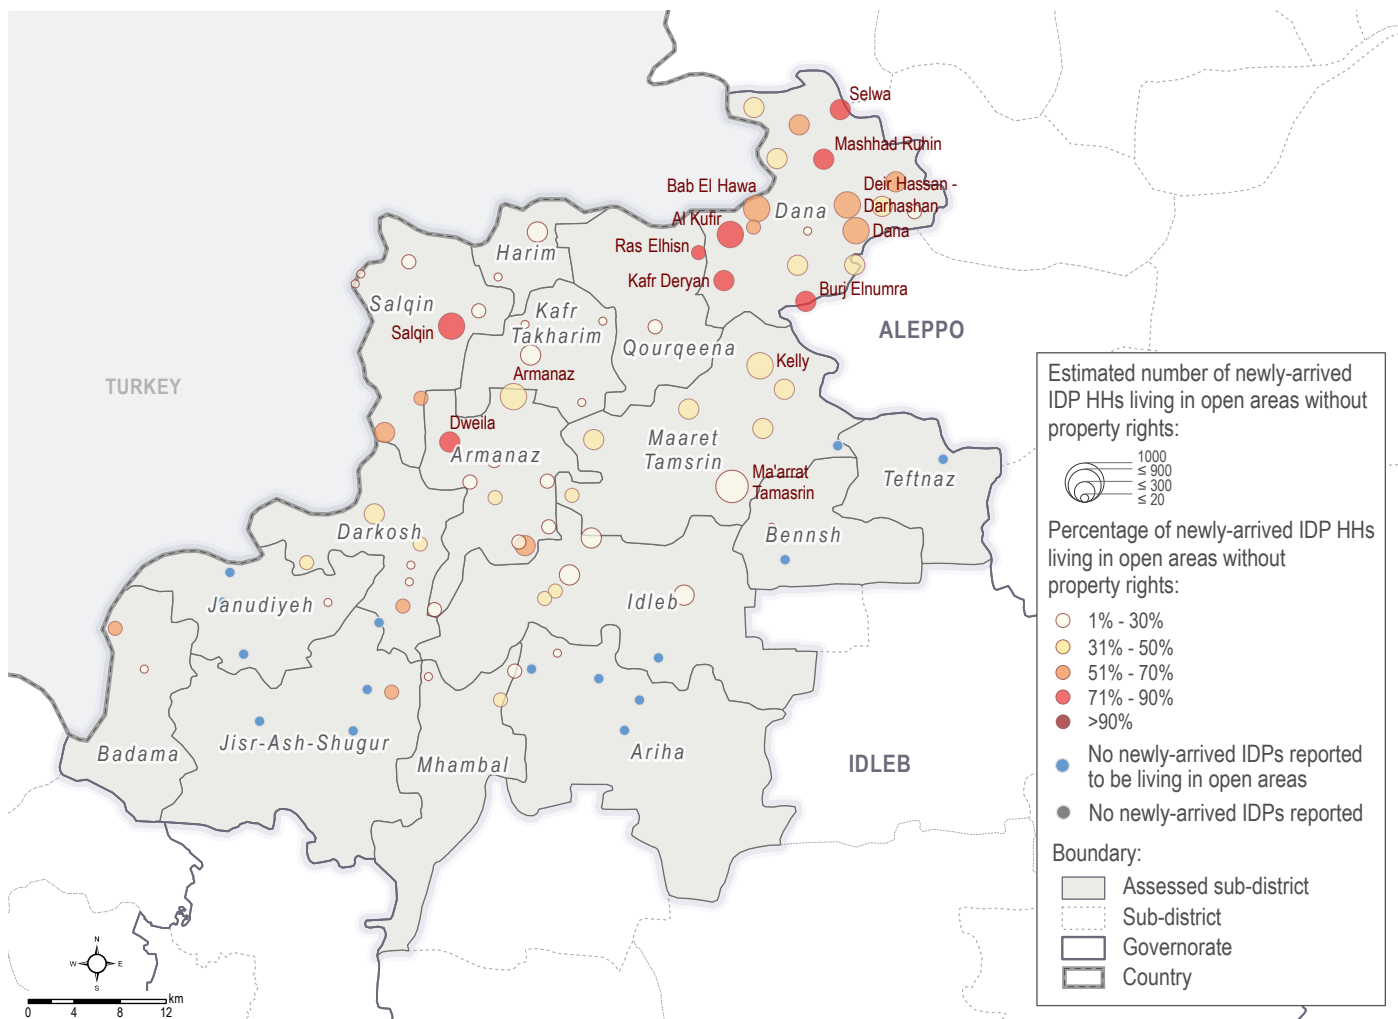 Selwa
Mashhad Ruhin
Bab El Hawa
Deir Hassan -
Darhashan
Dana
Al Kufir
Dana
Harim
Ras Elhisn
Kafr Deryan
Burj Elnumra
Salqin
Kafr
Takharim
Salqin
Qourqeena
ALEPPO
TURKEY
Armanaz
Kelly
Dweila
Armanaz
Maaret
Tamsrin
Ma'arrat
Tamasrin
Teftnaz
Darkosh
Bennsh
Janudiyeh
Idleb
Badama
Jisr-Ash-Shugur
Mhambal
Ariha
IDLEB
Estimated number of newly-arrived
IDP HHs living in open areas without
property rights:
1000
≤ 900
≤ 300
≤ 20
Percentage of newly-arrived IDP HHs
living in open areas without
property rights:
1% - 30%
31% - 50%
51% - 70%
71% - 90%
>90%
No newly-arrived IDPs reported
to be living in open areas
No newly-arrived IDPs reported
Boundary:
Assessed sub-district
Sub-district
Governorate
Country
N
W E
S
km
0 4 8 12